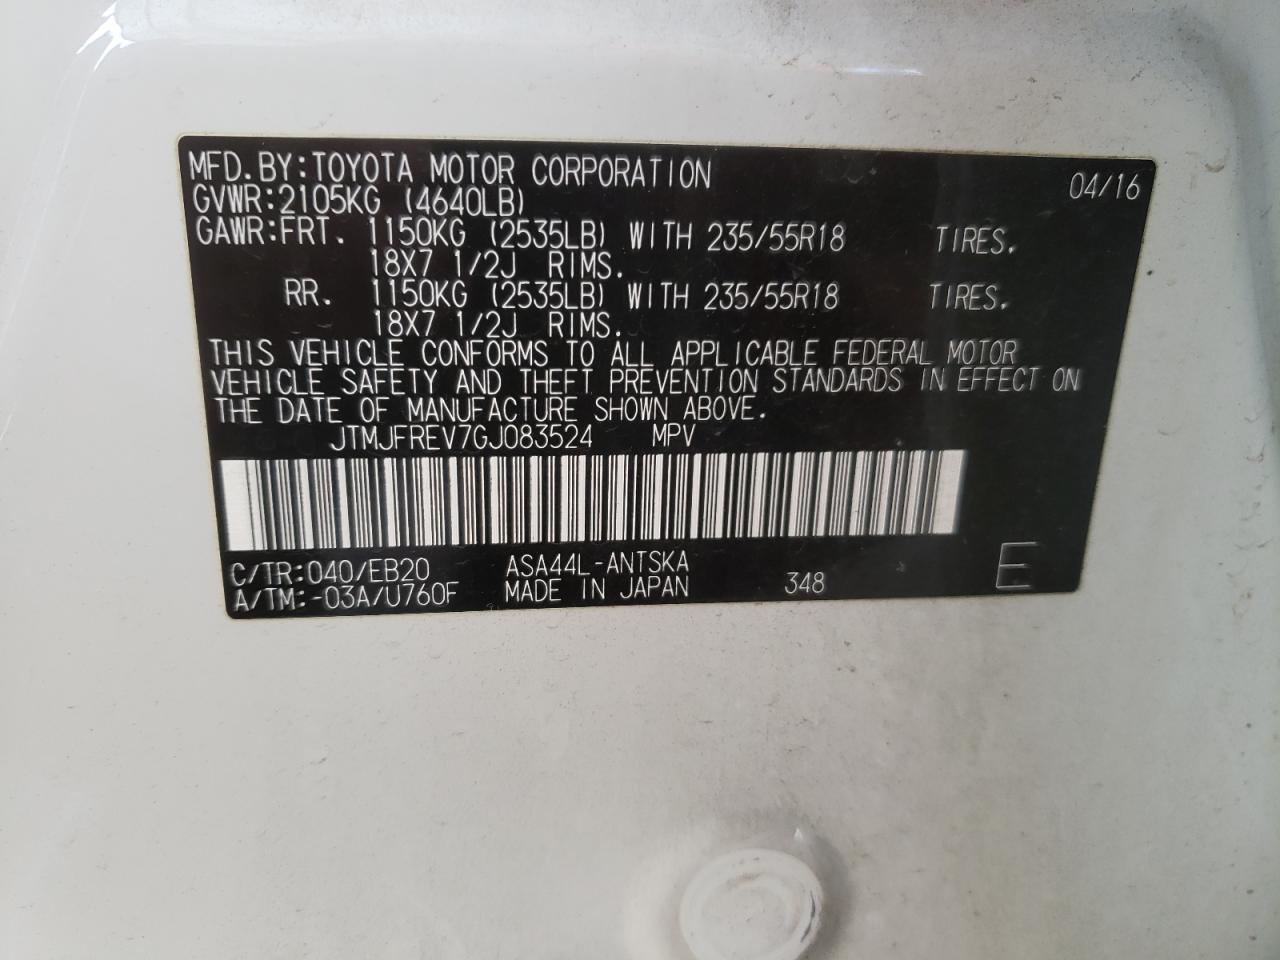 MFD.BY:TOYOTA MOTOR CORPORATION 04/16
GVWR:2105KG (4640LB)
GAWR:FRT. 1150KG (2535LB) WITH 235/55R18 TIRES.
18X7 1/2J RIMS.
RR. 1150KG (2535LB) WITH 235/55R18 TIRES.
18X7 1/2J RIMS.
THIS VEHICLE CONFORMS TO ALL APPLICABLE FEDERAL MOTOR
VEHICLE SAFETY AND THEFT PREVENTION STANDARDS IN EFFECT ON
THE DATE OF MANUFACTURE SHOWN ABOVE.
JTMJFREV7GJ083524 MPV
C/TR:040/EB20 ASA44L-ANTSKA
A/TM:-03A/U760F MADE IN JAPAN 348 E